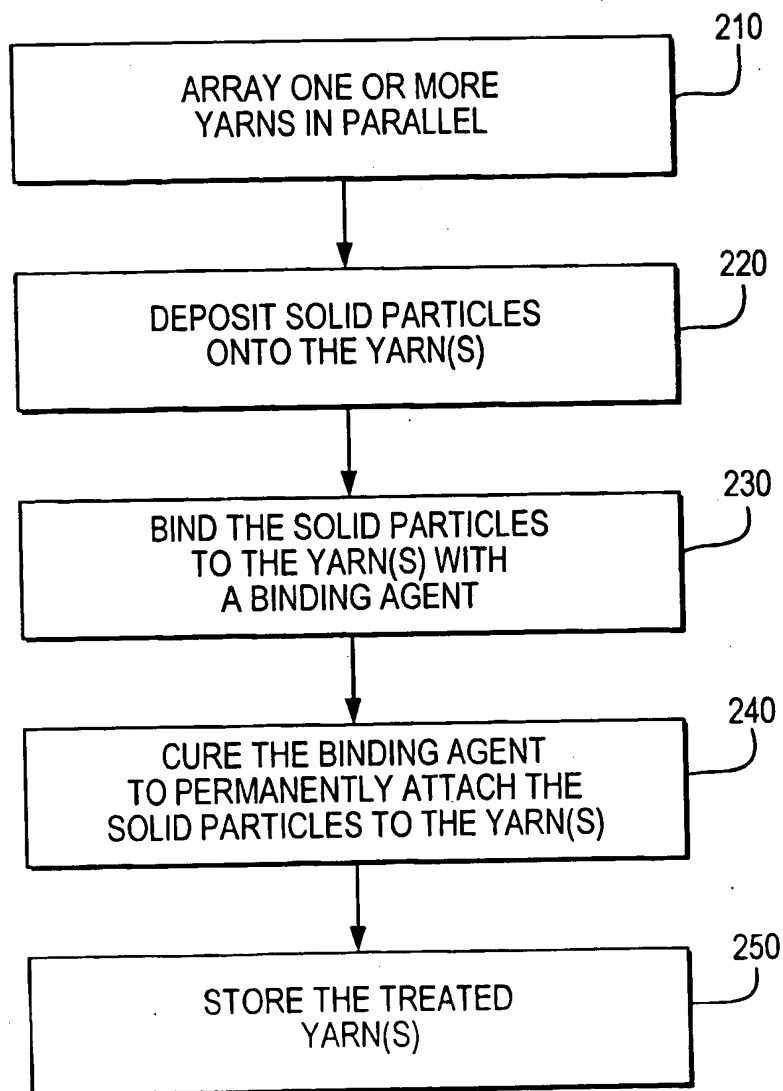 210
ARRAY ONE OR MORE
YARNS IN PARALLEL
220
DEPOSIT SOLID PARTICLES
ONTO THE YARN(S)
230
BIND THE SOLID PARTICLES
TO THE YARN(S) WITH
A BINDING AGENT
240
CURE THE BINDING AGENT
TO PERMANENTLY ATTACH THE
SOLID PARTICLES TO THE YARN(S)
250
STORE THE TREATED
YARN(S)